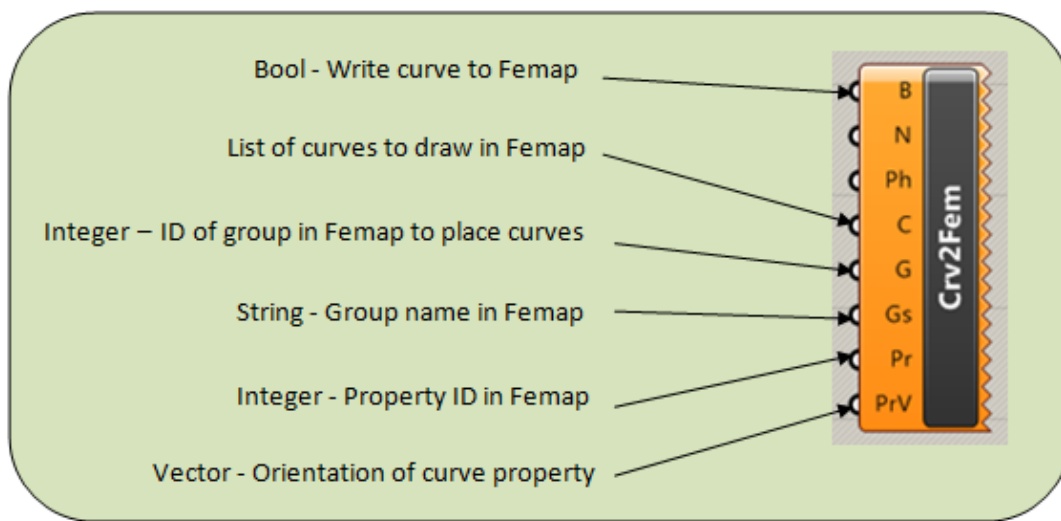 Bool - Write curve to Femap
B
N
List of curves to draw in Femap
Ph
C
Integer – ID of group in Femap to place curves
G
String - Group name in Femap
Gs
Pr
Integer - Property ID in Femap
PrV
Vector - Orientation of curve property
Crv2Fem